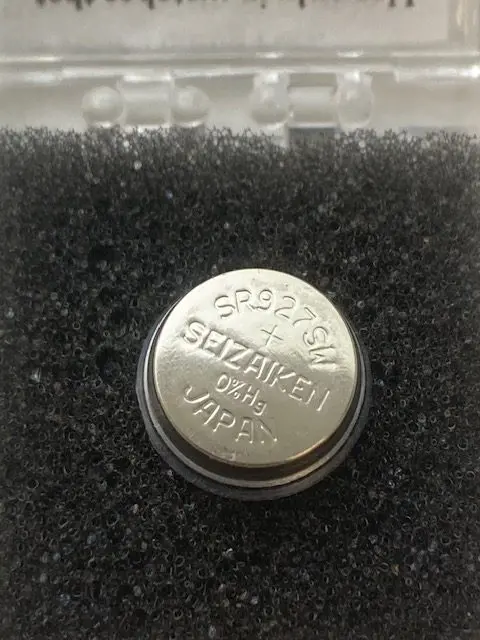 SR927SW
+
SEIZAIKEN
0%Hg
JAPAN